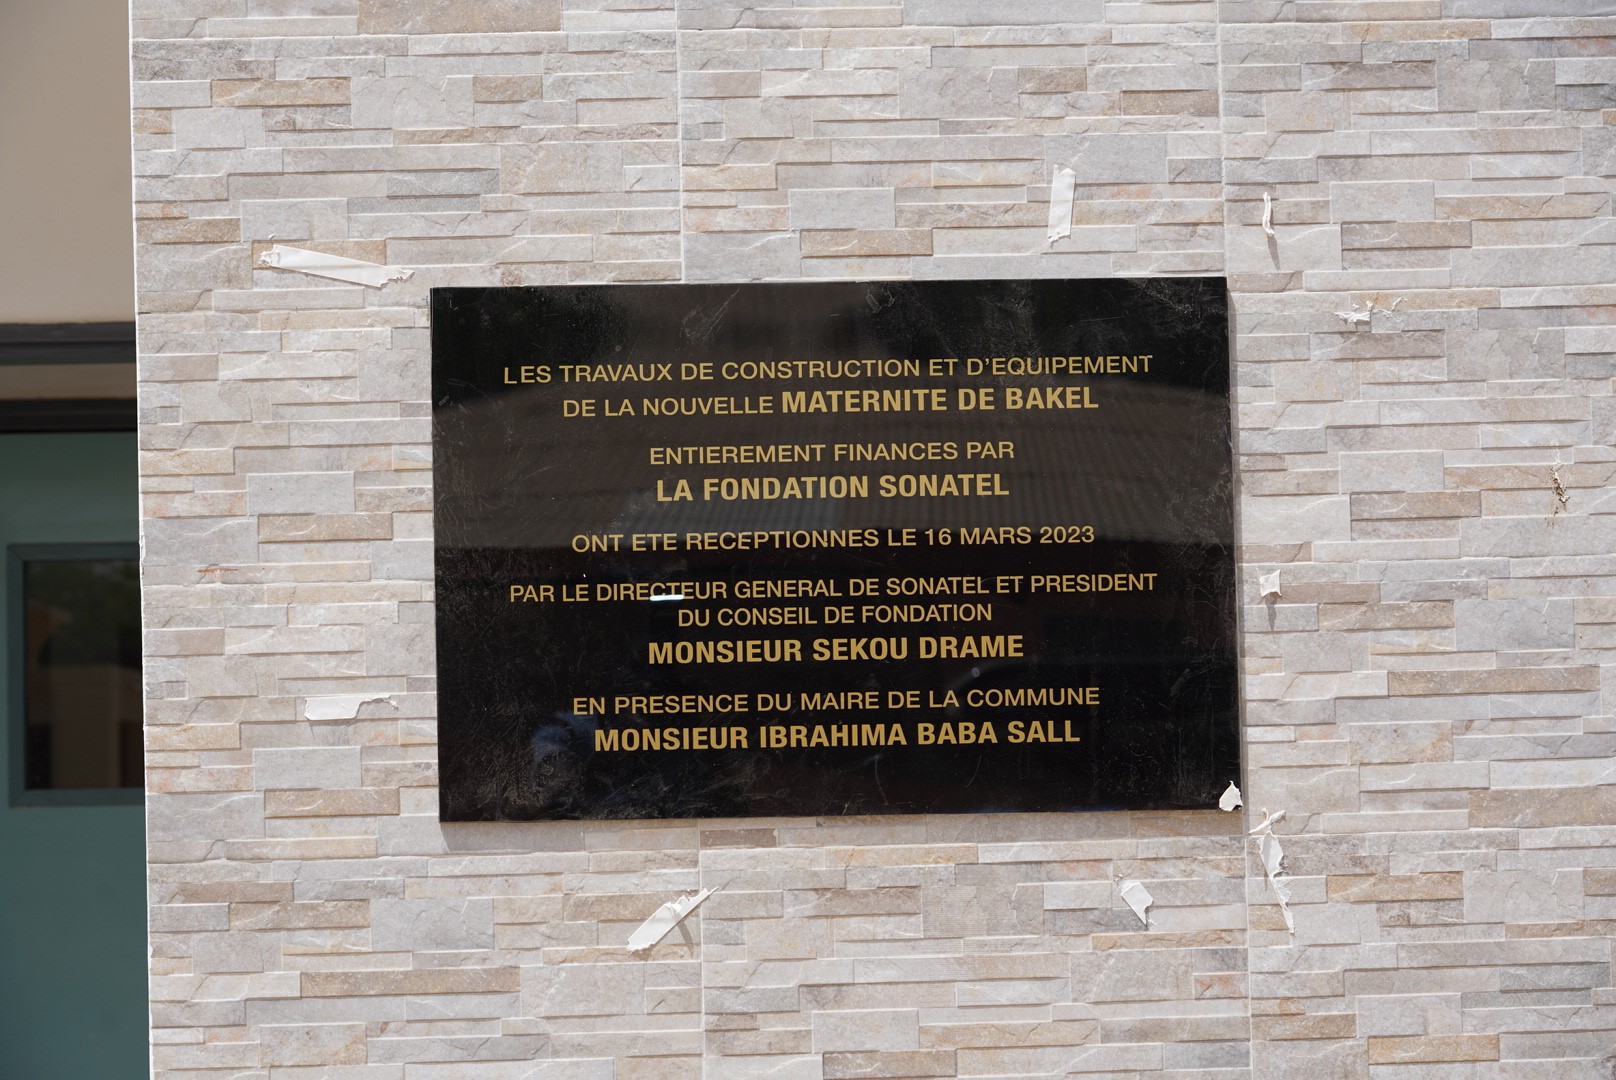 LES TRAVAUX DE CONSTRUCTION ET D'EQUIPEMENT
DE LA NOUVELLE MATERNITE DE BAKEL
ENTIEREMENT FINANCES PAR
LA FONDATION SONATEL
ONT ETE RECEPTIONNES LE 16 MARS 2023
PAR LE DIRECTEUR GENERAL DE SONATEL ET PRESIDENT
DU CONSEIL DE FONDATION
MONSIEUR SEKOU DRAME
EN PRESENCE DU MAIRE DE LA COMMUNE
MONSIEUR IBRAHIMA BABA SALL